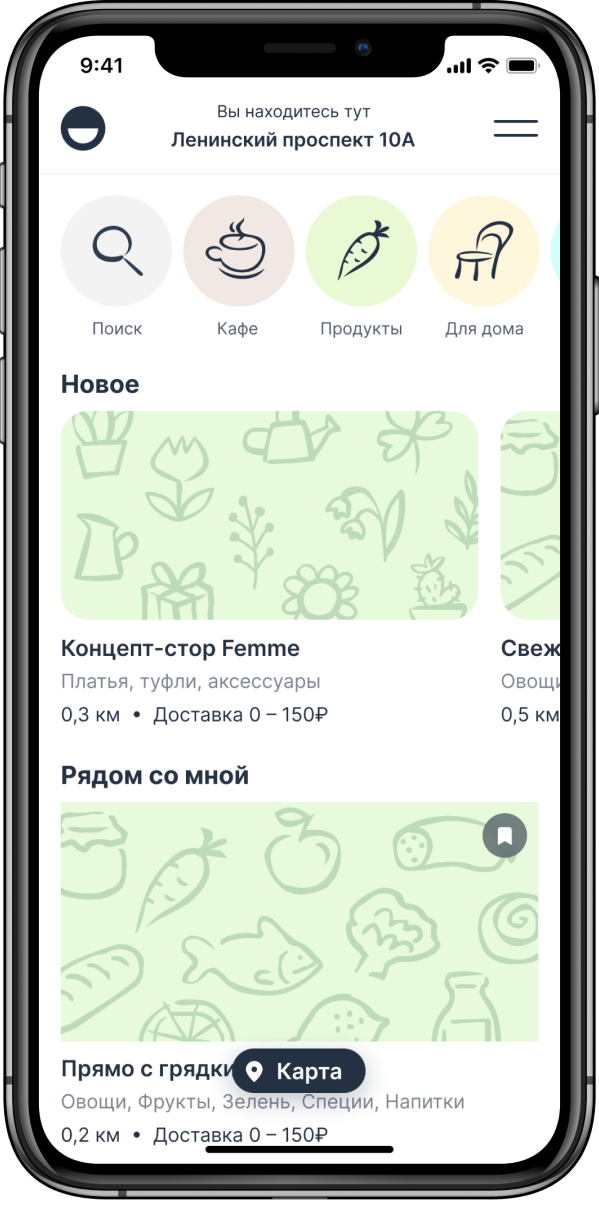 9:41
Вы находитесь тут
Ленинский проспект 10А
Поиск
Кафе
Продукты
Для дома
Новое
Концепт-стор Femme
Платья, туфли, аксессуары
0,3 км • Доставка 0 – 150₽
Свеж
Овощ
0,5 км
Рядом со мной
Прямо с грядки
Карта
Овощи, Фрукты, Зелень, Специи, Напитки
0,2 км • Доставка 0 – 150₽